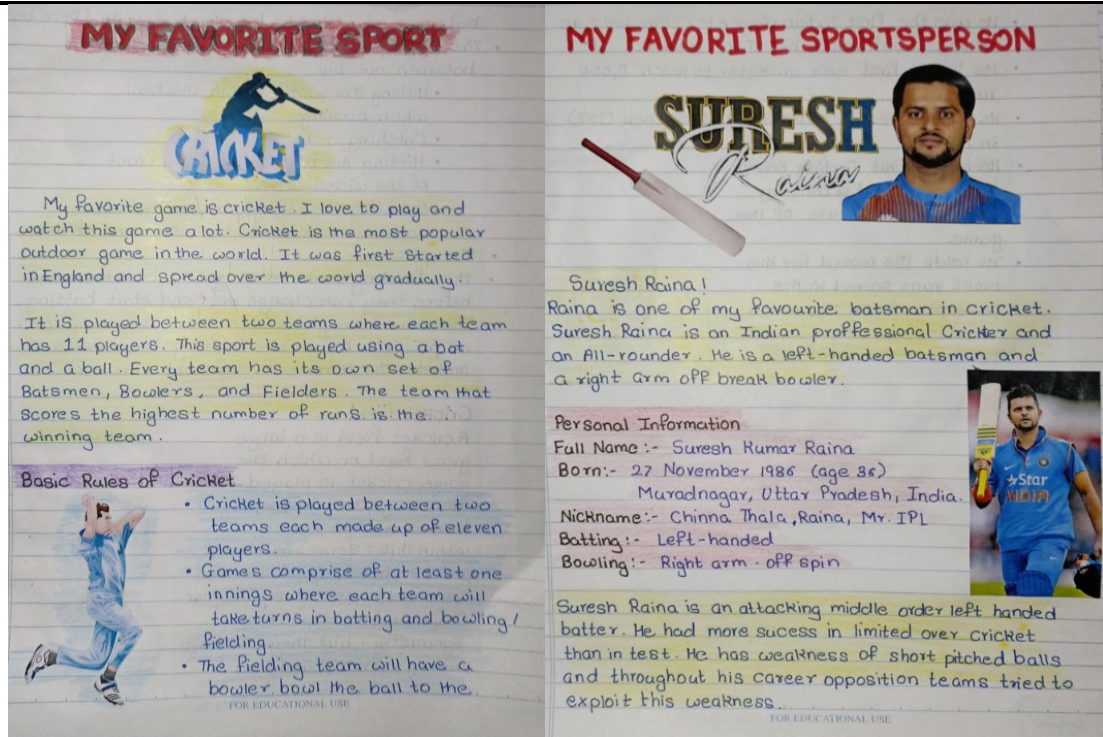 MY FAVORITE SPORT
CRICKET
My favorite game is cricket. I love to play and
watch this game a lot. Cricket is the most popular
outdoor game in the world. It was first started
in England and spread over the world gradually.
It is played between two teams where each team
has 11 players. This sport is played using a bat
and a ball. Every team has its own set of
Batsmen, Bowlers, and Fielders. The team that
scores the highest number of runs is the
winning team.
Basic Rules of Cricket
• Cricket is played between two
teams each made up of eleven
players.
• Games comprise of at least one
innings where each team will
take turns in batting and bowling/
fielding.
• The fielding team will have a
bowler bowl the ball to the
FOR EDUCATIONAL USE
MY FAVORITE SPORTSPERSON
SURESH
Raina
Suresh Raina!
Raina is one of my favourite batsman in cricket.
Suresh Raina is an Indian proffessional Cricketer and
an All-rounder. He is a left-handed batsman and
a right arm off break bowler.
Personal Information
Full Name :- Suresh Kumar Raina
Born:- 27 November 1986 (age 36)
Muradnagar, Uttar Pradesh, India.
Nickname:- Chinna Thala, Raina, Mr. IPL
Batting :- Left-handed
Bowling :- Right arm - off spin
Star
INDIA
Suresh Raina is an attacking middle order left handed
batter. He had more sucess in limited over cricket
than in test. He has weakness of short pitched balls
and throughout his career opposition teams tried to
exploit this weakness.
FOR EDUCATIONAL USE